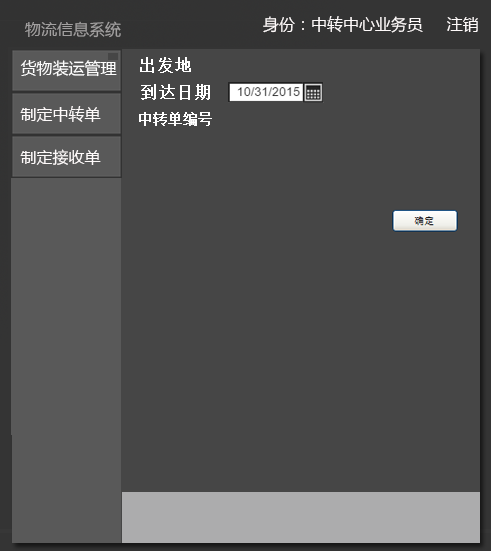 物流信息系统
身份：中转中心业务员 注销
货物装运管理
制定中转单
制定接收单
出发地
到达日期 10/31/2015
中转单编号
确定